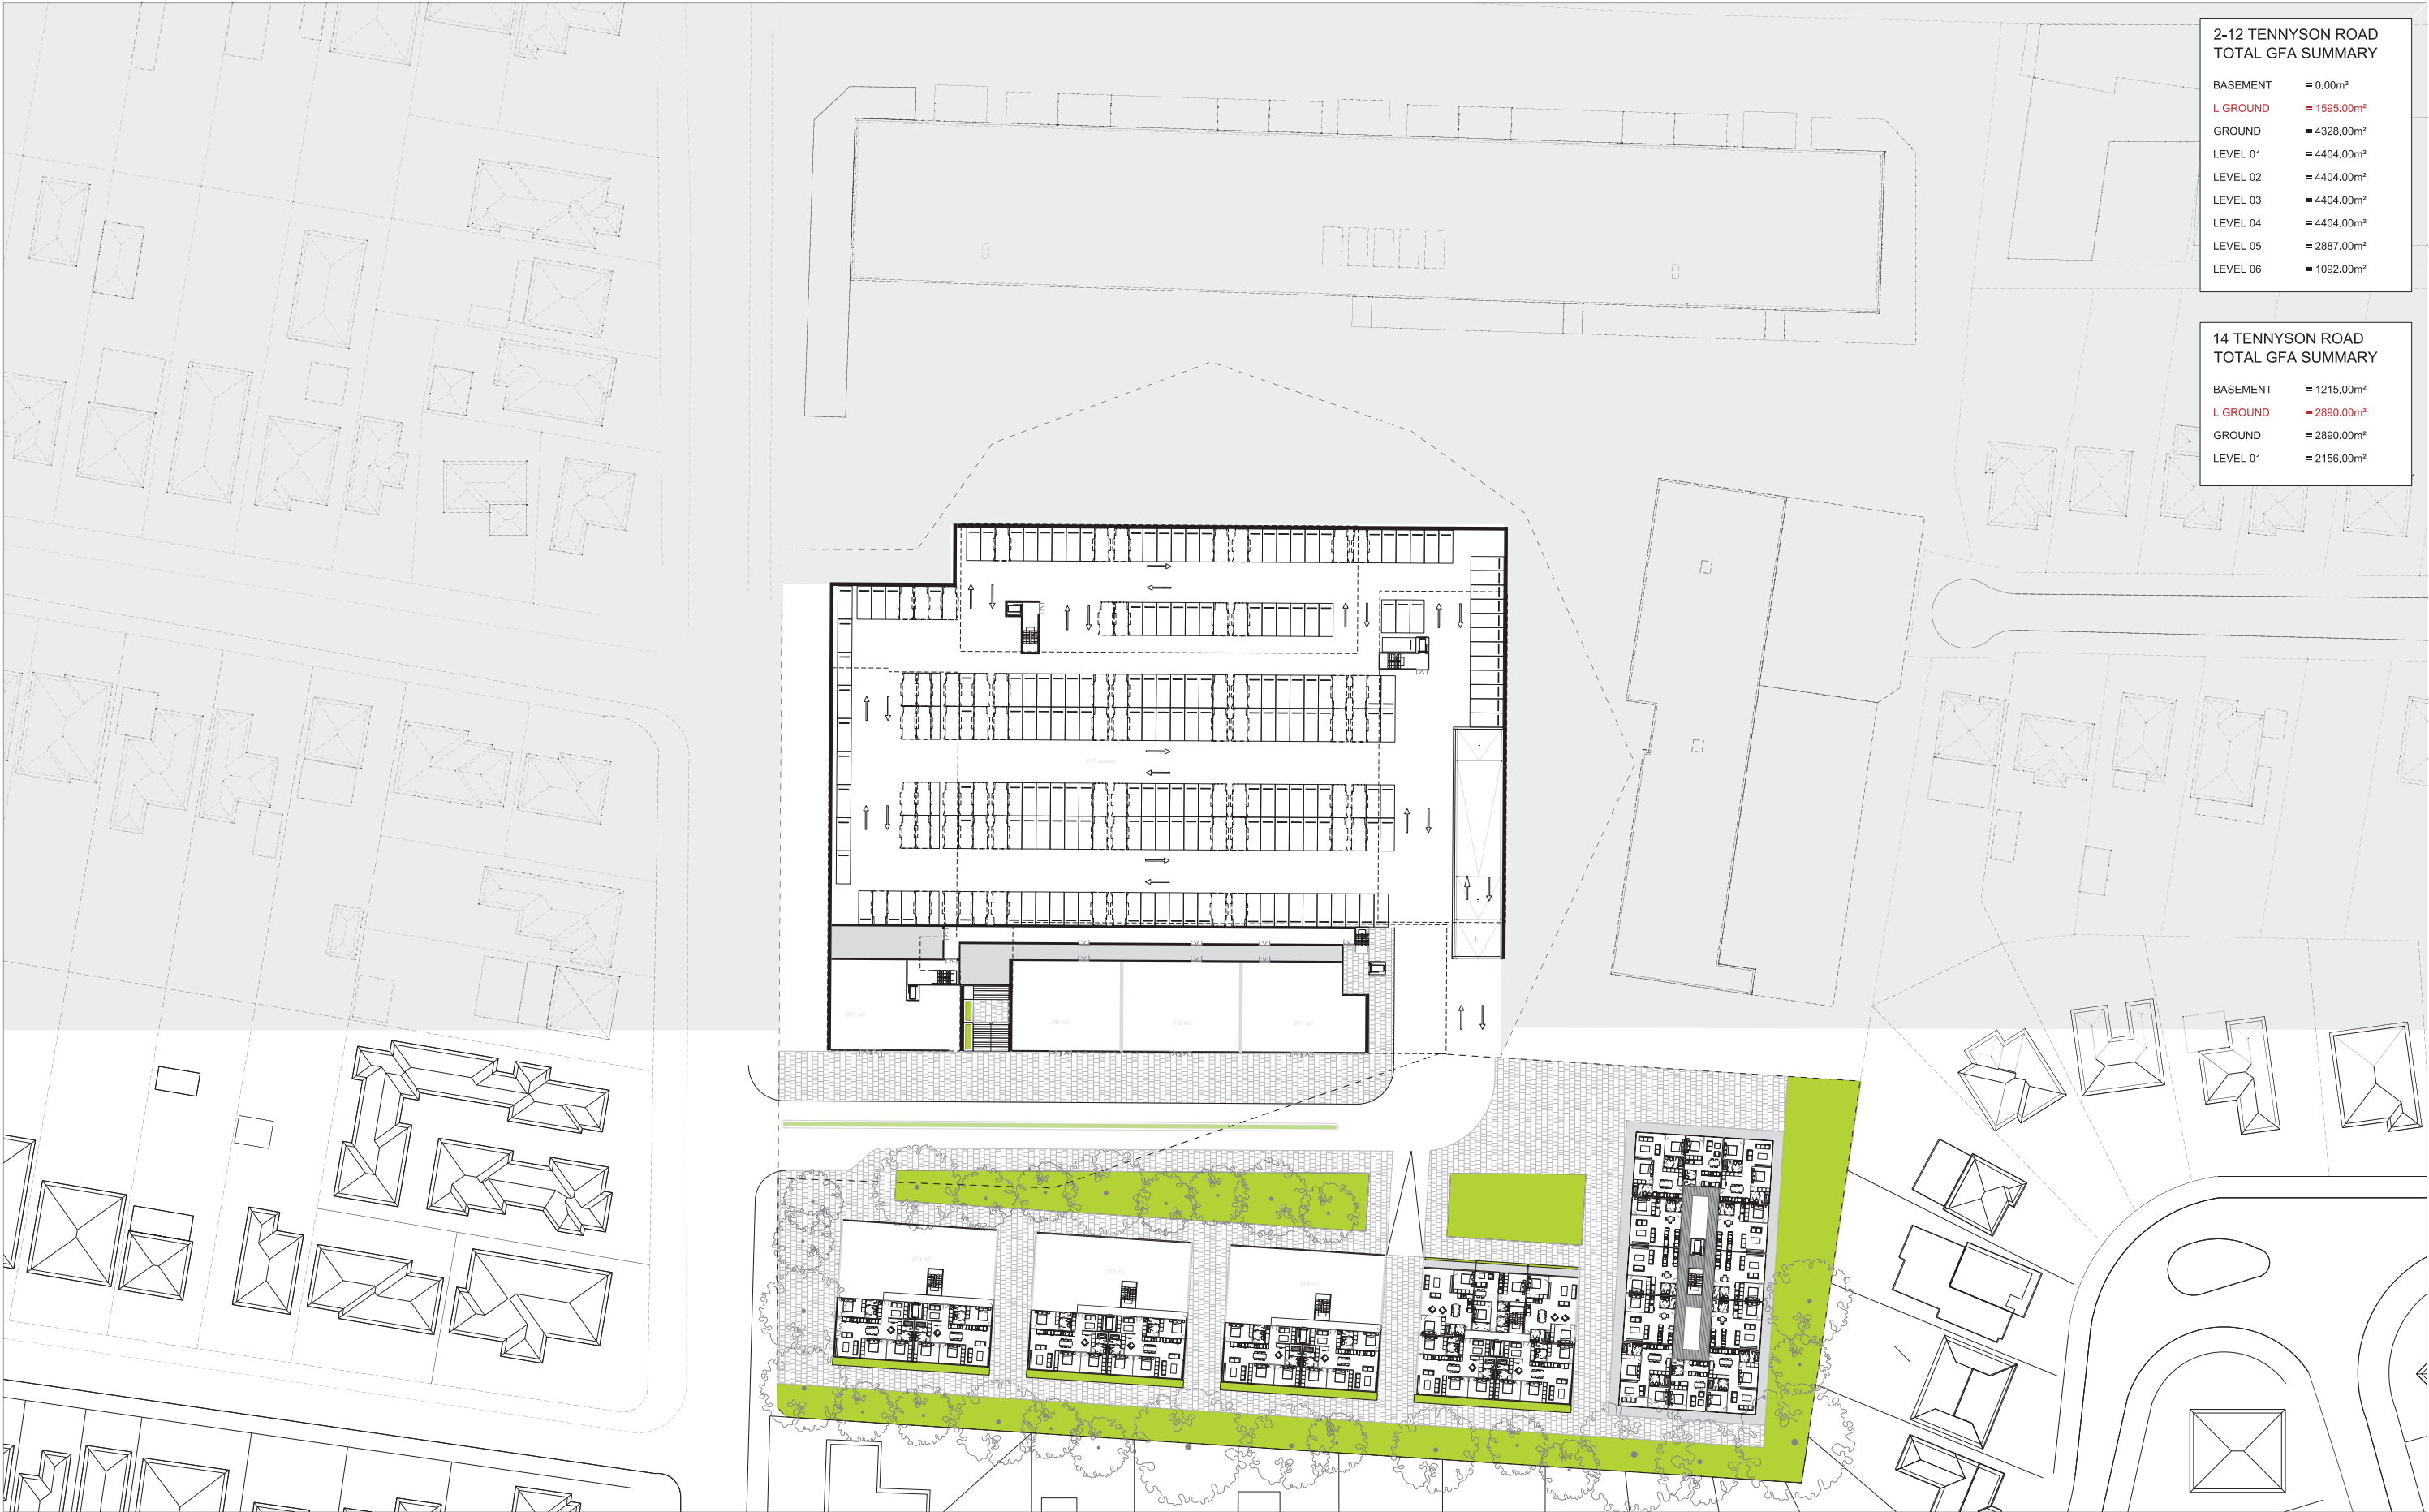 2-12 TENNYSON ROAD
TOTAL GFA SUMMARY
BASEMENT = 0.00m²
L GROUND = 1595.00m²
GROUND = 4328.00m²
LEVEL 01 = 4404.00m²
LEVEL 02 = 4404.00m²
LEVEL 03 = 4404.00m²
LEVEL 04 = 4404.00m²
LEVEL 05 = 2887.00m²
LEVEL 06 = 1092.00m²
14 TENNYSON ROAD
TOTAL GFA SUMMARY
BASEMENT = 1215.00m²
L GROUND = 2890.00m²
GROUND = 2890.00m²
LEVEL 01 = 2156.00m²
247 spaces